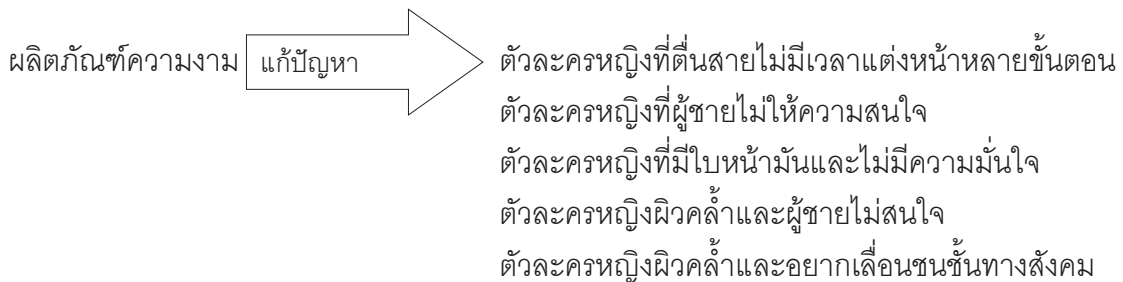 ผลิตภัณฑ์ความงาม แก้ปัญหา ตัวละครหญิงที่ตื่นสายไม่มีเวลาแต่งหน้าหลายขั้นตอน
ตัวละครหญิงที่ผู้ชายไม่ให้ความสนใจ
ตัวละครหญิงที่มีใบหน้ามันและไม่มีความมั่นใจ
ตัวละครหญิงผิวคล้ำและผู้ชายไม่สนใจ
ตัวละครหญิงผิวคล้ำและอยากเลื่อนชนชั้นทางสังคม